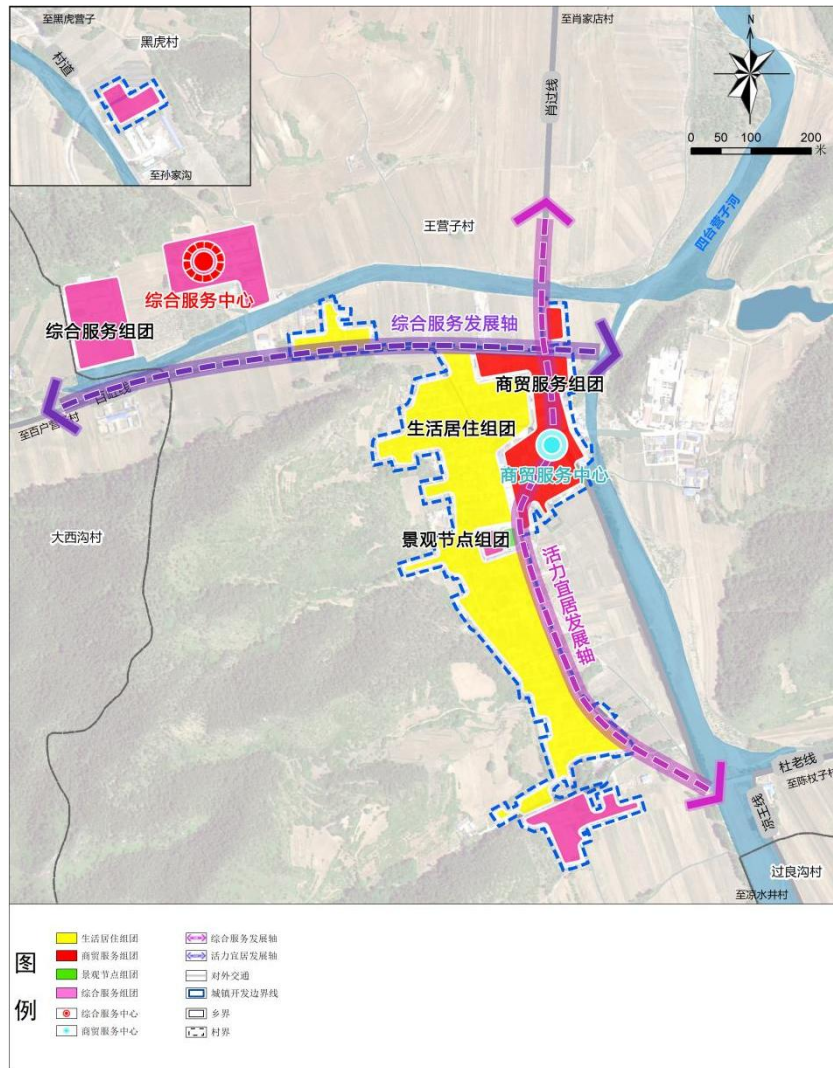 至黑虎营子
黑虎村
村道
至孙家沟
至肖家店村
肖过线
N
0 50 100 200
米
四台营子河
王营子村
综合服务中心
综合服务组团
综合服务发展轴
商贸服务组团
生活居住组团
商贸服务中心
至百户营子村
大西沟村
景观节点组团
活力宜居发展轴
杜老线
至陈杖子村
凉王线
过良沟村
至凉水井村
图例
生活居住组团
商贸服务组团
景观节点组团
综合服务组团
综合服务中心
商贸服务中心
综合服务发展轴
活力宜居发展轴
对外交通
城镇开发边界线
乡界
村界